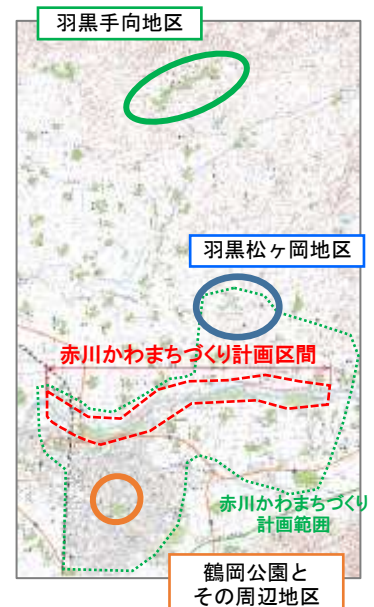 羽黒手向地区
羽黒松ヶ岡地区
赤川かわまちづくり計画区間
赤川かわまちづくり
計画範囲
鶴岡公園と
その周辺地区